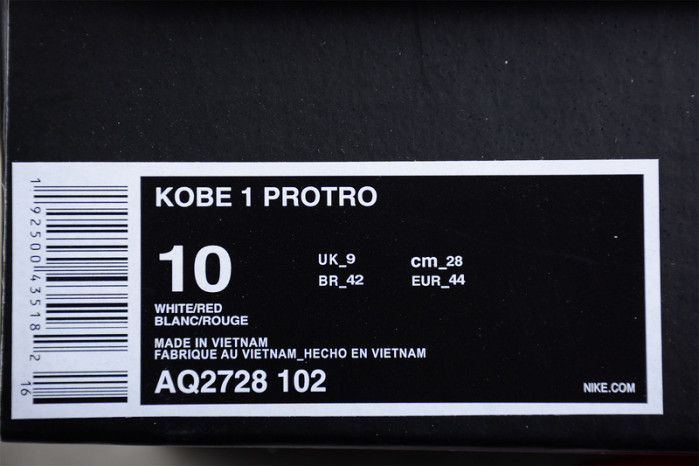 KOBE 1 PROTRO
10
UK_9
cm_28
BR_42
EUR_44
WHITE/RED
BLANC/ROUGE
MADE IN VIETNAM
FABRIQUE AU VIETNAM_HECHO EN VIETNAM
AQ2728 102
NIKE.COM
1 92500 43518 2
16